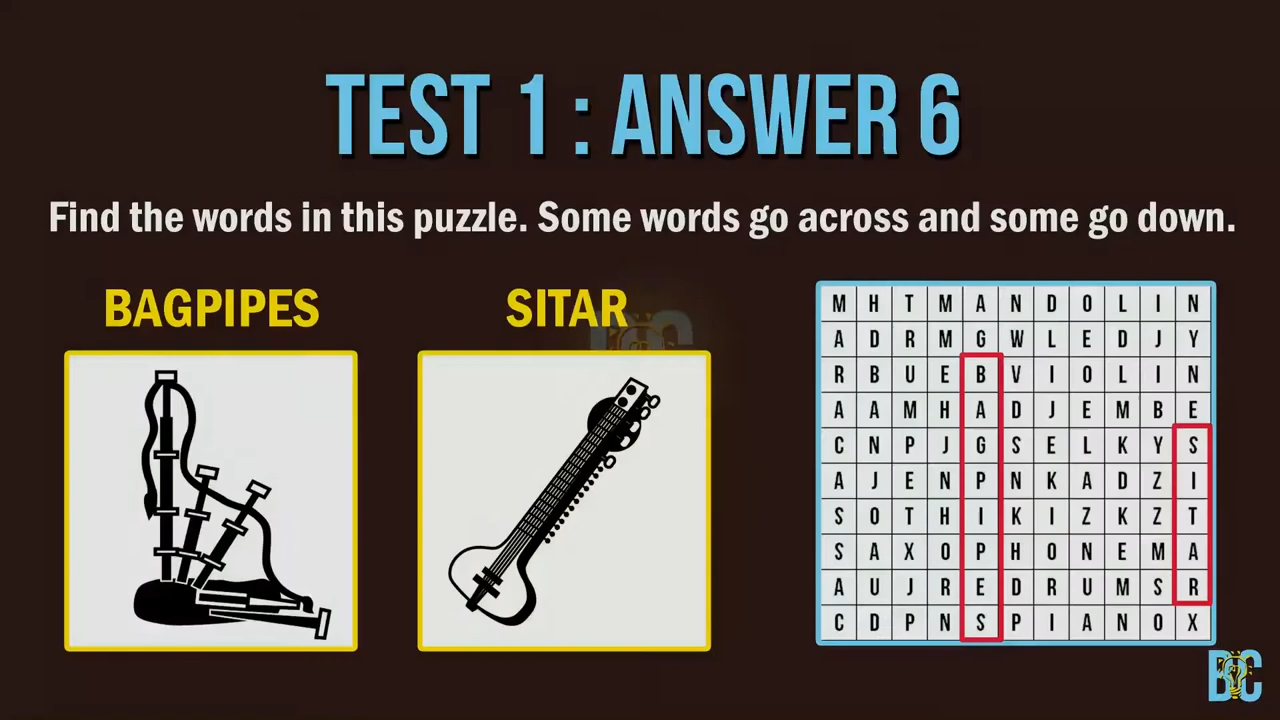 TEST 1 : ANSWER 6
Find the words in this puzzle. Some words go across and some go down.
BAGPIPES
SITAR
M H T M A N D O L I N
A D R M G W L E D J Y
R B U E B V I O L I N
A A M H A D J E M B E
C N P J G S E L K Y S
A J E N P N K A D Z I
S O T H I K I Z K Z T
S A X O P H O N E M A
A U J R E D R U M S R
C D P N S P I A N O X
BC